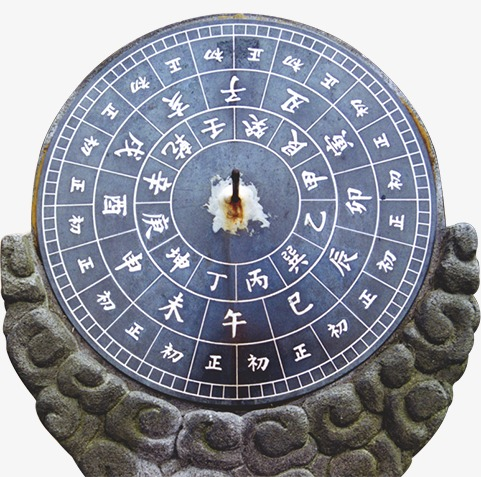 正初正初正初正初正初正初正初正初正初正初正初正初
子丑寅卯辰巳午未申酉戌亥
癸艮甲乙巽丙丁坤庚辛乾壬